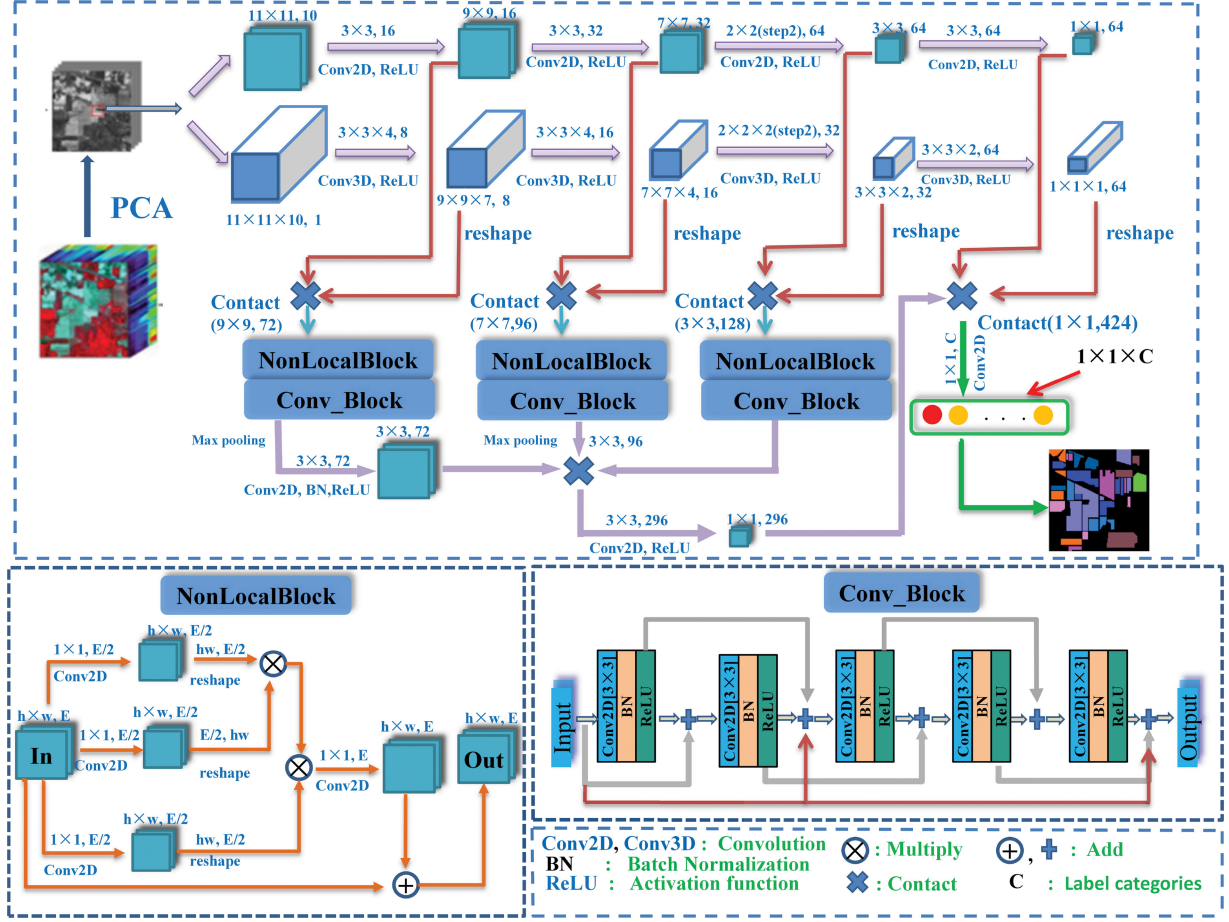 11×11, 10
3×3, 16
Conv2D, ReLU
9×9, 16
3×3, 32
Conv2D, ReLU
7×7, 32
2×2(step2), 64
Conv2D, ReLU
3×3, 64
3×3, 64
Conv2D, ReLU
1×1, 64
3×3×4, 8
Conv3D, ReLU
11×11×10, 1
3×3×4, 16
Conv3D, ReLU
9×9×7, 8
2×2×2(step2), 32
Conv3D, ReLU
7×7×4, 16
3×3×2, 64
Conv3D, ReLU
3×3×2, 32
1×1×1, 64
PCA
reshape
reshape
reshape
reshape
Contact
(9×9, 72)
Contact
(7×7,96)
Contact
(3×3,128)
Contact(1×1,424)
NonLocalBlock
Conv_Block
NonLocalBlock
Conv_Block
NonLocalBlock
Conv_Block
1×1, C
Conv2D
1×1×C
. . .
Max pooling
3×3, 72
Conv2D, BN,ReLU
3×3, 72
Max pooling
3×3, 96
3×3, 296
Conv2D, ReLU
1×1, 296
NonLocalBlock
h×w, E
In
1×1, E/2
Conv2D
h×w, E/2
hw, E/2
reshape
1×1, E/2
Conv2D
h×w, E/2
E/2, hw
reshape
1×1, E/2
Conv2D
h×w, E/2
hw, E/2
reshape
1×1, E
Conv2D
h×w, E
h×w, E
Out
Conv_Block
Input
Conv2D[3×3]
BN
ReLU
Conv2D[3×3]
BN
ReLU
Conv2D[3×3]
BN
ReLU
Conv2D[3×3]
BN
ReLU
Conv2D[3×3]
BN
ReLU
Output
Conv2D, Conv3D : Convolution
BN : Batch Normalization
ReLU : Activation function
: Multiply
: Contact
, : Add
C : Label categories